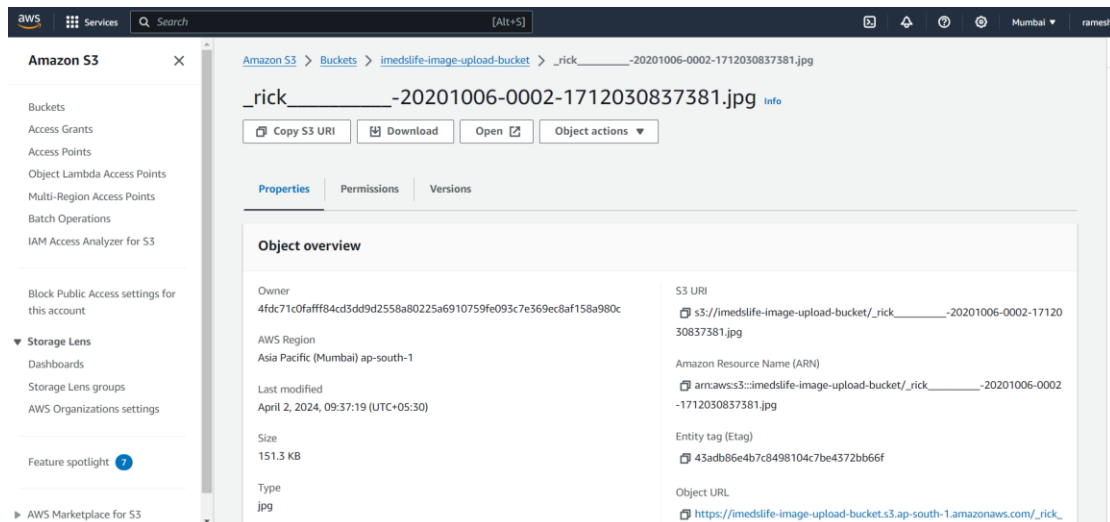 aws Services Search [Alt+S] Mumbai ramesh
Amazon S3
Buckets
Access Grants
Access Points
Object Lambda Access Points
Multi-Region Access Points
Batch Operations
IAM Access Analyzer for S3
Block Public Access settings for
this account
Storage Lens
Dashboards
Storage Lens groups
AWS Organizations settings
Feature spotlight 7
AWS Marketplace for S3
Amazon S3 > Buckets > imedslife-image-upload-bucket > _rick__________-20201006-0002-1712030837381.jpg
_rick__________-20201006-0002-1712030837381.jpg Info
Copy S3 URI Download Open Object actions
Properties Permissions Versions
Object overview
Owner
4fdc71c0fafff84cd3dd9d2558a80225a6910759fe093c7e369ec8af158a980c
AWS Region
Asia Pacific (Mumbai) ap-south-1
Last modified
April 2, 2024, 09:37:19 (UTC+05:30)
Size
151.3 KB
Type
jpg
S3 URI
s3://imedslife-image-upload-bucket/_rick__________-20201006-0002-17120
30837381.jpg
Amazon Resource Name (ARN)
arn:aws:s3:::imedslife-image-upload-bucket/_rick__________-20201006-0002
-1712030837381.jpg
Entity tag (Etag)
43adb86e4b7c8498104c7be4372bb66f
Object URL
https://imedslife-image-upload-bucket.s3.ap-south-1.amazonaws.com/_rick_